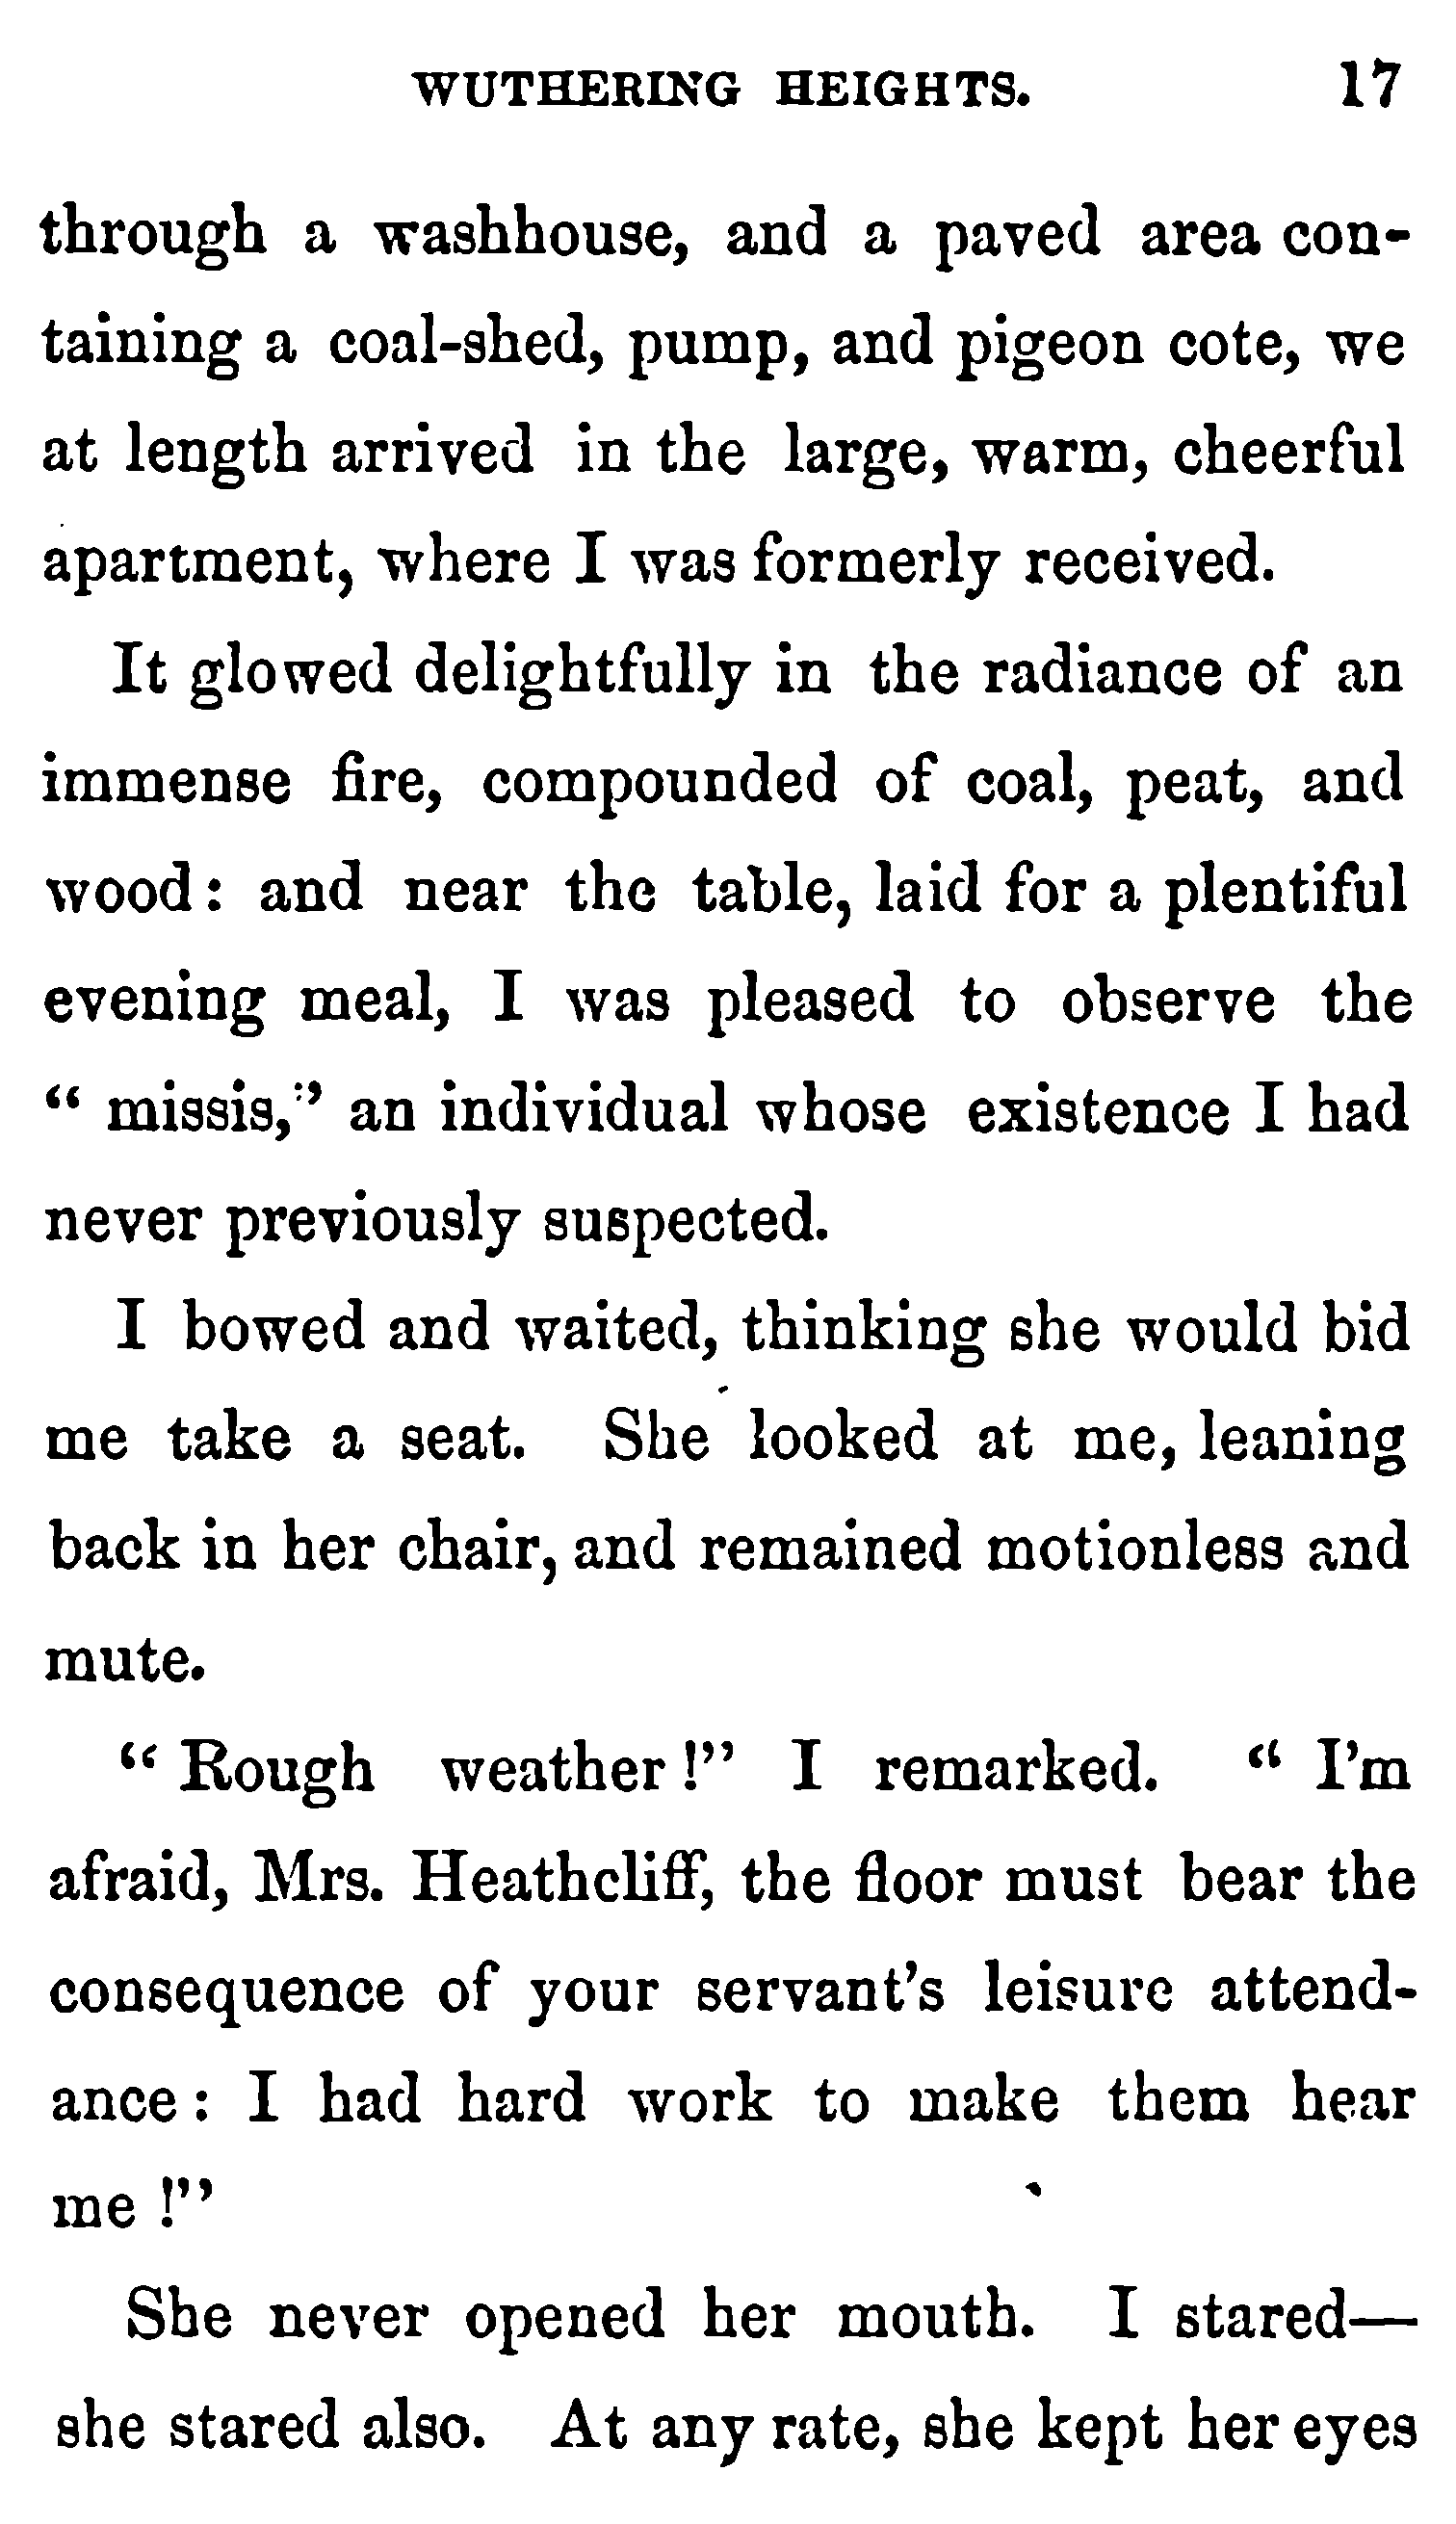 WUTHERING HEIGHTS. 17
through a washhouse, and a paved area con-
taining a coal-shed, pump, and pigeon cote, we
at length arrived in the large, warm, cheerful
apartment, where I was formerly received.
It glowed delightfully in the radiance of an
immense fire, compounded of coal, peat, and
wood: and near the table, laid for a plentiful
evening meal, I was pleased to observe the
" missis," an individual whose existence I had
never previously suspected.
I bowed and waited, thinking she would bid
me take a seat. She looked at me, leaning
back in her chair, and remained motionless and
mute.
" Rough weather !" I remarked. " I'm
afraid, Mrs. Heathcliff, the floor must bear the
consequence of your servant's leisure attend-
ance : I had hard work to make them hear
me !"
She never opened her mouth. I stared—
she stared also. At any rate, she kept her eyes